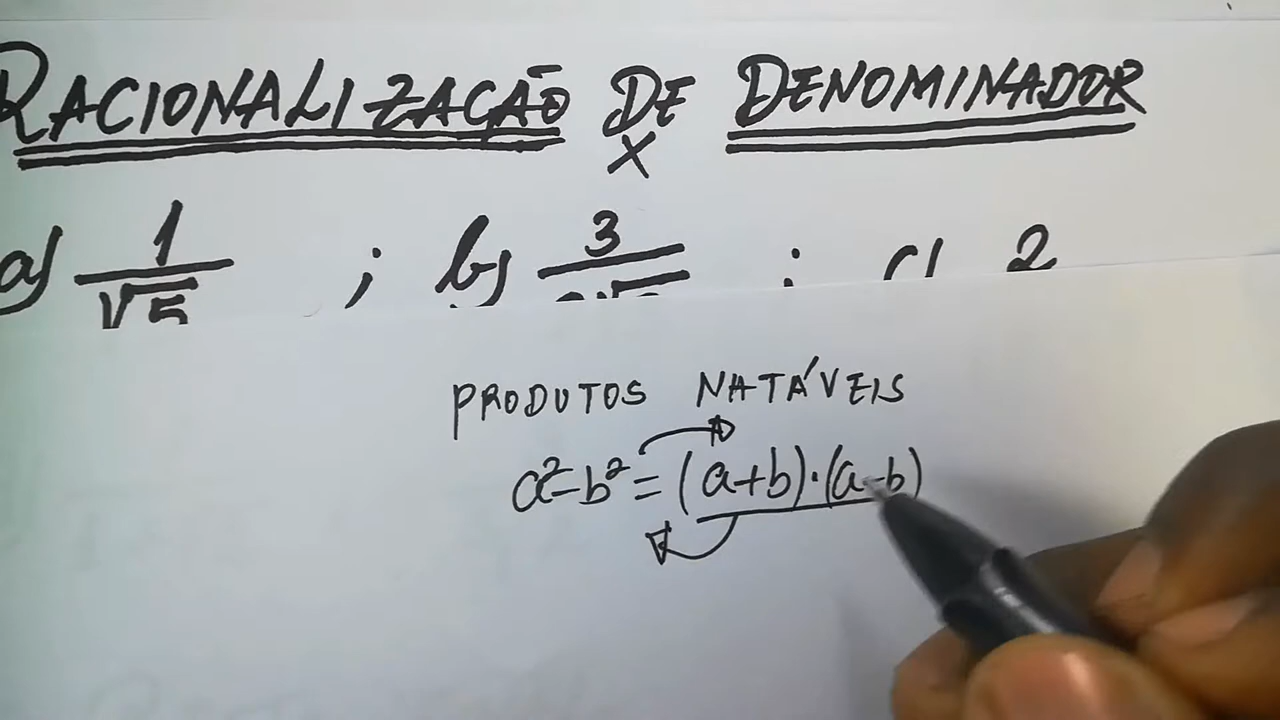 RACIONALIZAÇÃO DE DENOMINADOR
X
a) 1/√5 ; b) 3 ; c) 2
PRODUTOS NATÁVEIS
a²-b² = (a+b)·(a-b)